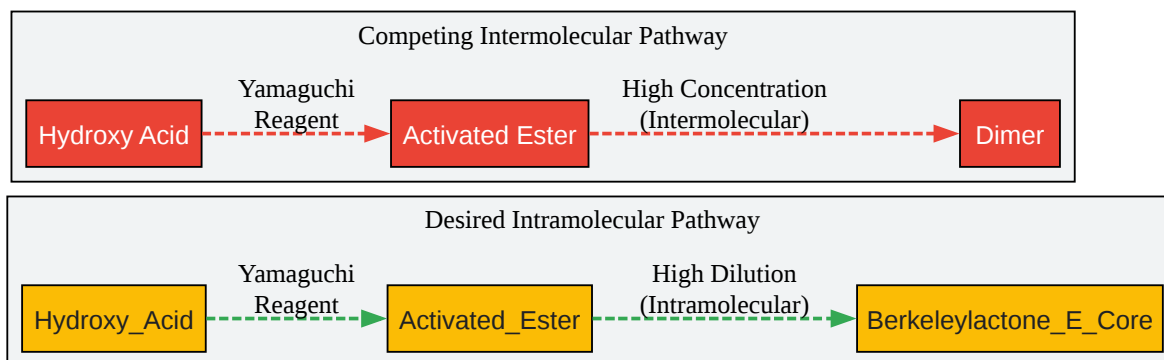 Competing Intermolecular Pathway
Yamaguchi
Reagent
High Concentration
(Intermolecular)
Hydroxy Acid
Activated Ester
Dimer
Desired Intramolecular Pathway
Yamaguchi
Reagent
High Dilution
(Intramolecular)
Hydroxy_Acid
Activated_Ester
Berkeleylactone_E_Core